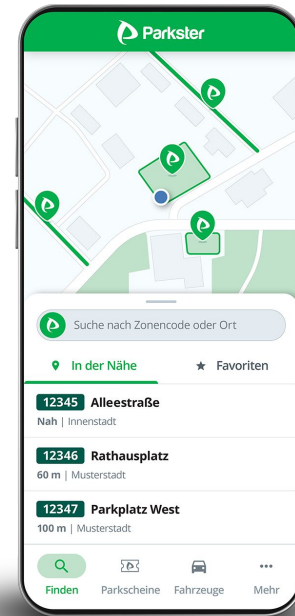 Parkster
Suche nach Zonencode oder Ort
In der Nähe Favoriten
12345 Alleestraße
Nah | Innenstadt
12346 Rathausplatz
60 m | Musterstadt
12347 Parkplatz West
100 m | Musterstadt
Finden Parkscheine Fahrzeuge Mehr